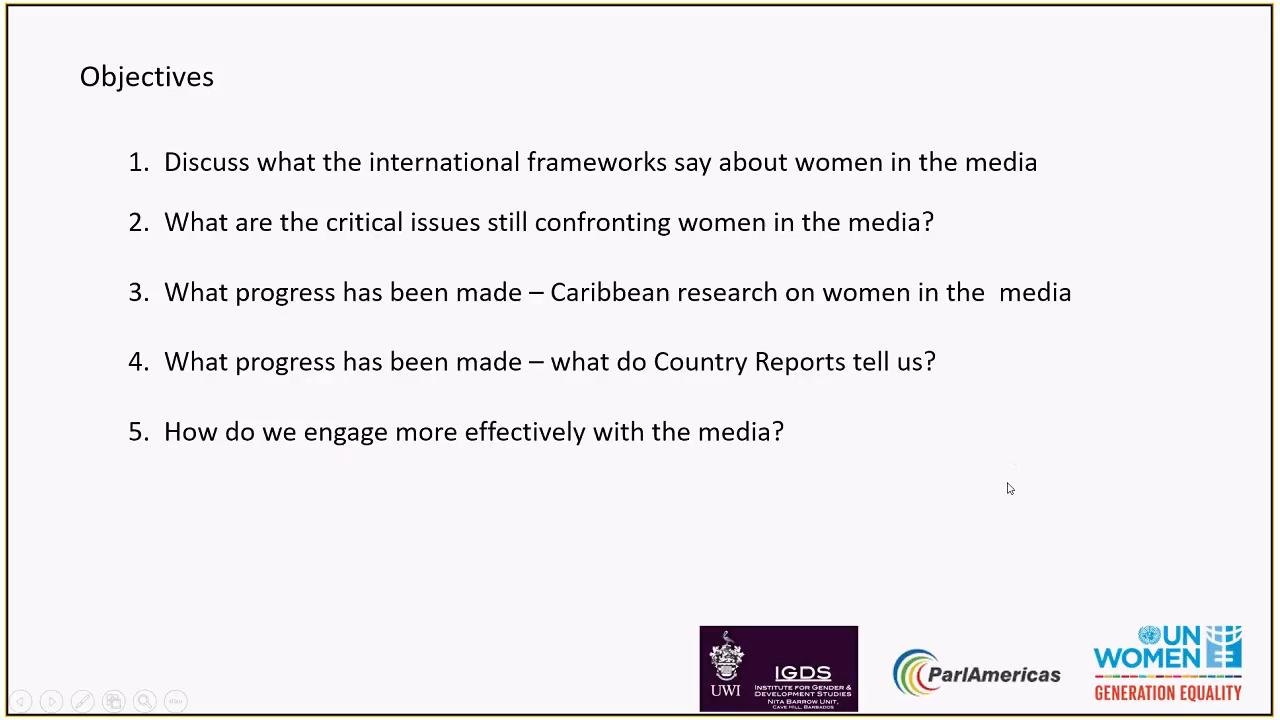 Objectives
1. Discuss what the international frameworks say about women in the media
2. What are the critical issues still confronting women in the media?
3. What progress has been made – Caribbean research on women in the  media
4. What progress has been made – what do Country Reports tell us?
5. How do we engage more effectively with the media?
UWI
IGDS
INSTITUTE FOR GENDER &
DEVELOPMENT STUDIES
NITA BARROW UNIT,
CAVE HILL, BARBADOS
ParlAmericas
UN
WOMEN
GENERATION EQUALITY